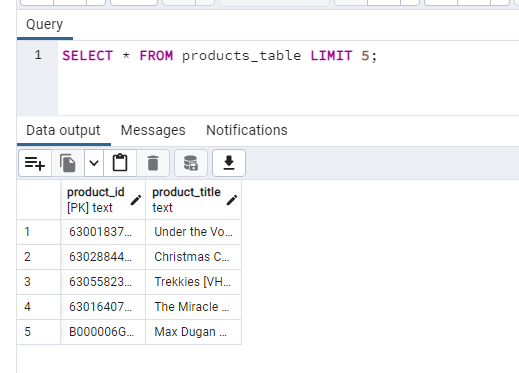 Query
1 SELECT * FROM products_table LIMIT 5;
Data output Messages Notifications
product_id product_title
[PK] text text
1 63001837... Under the Vo...
2 63028844... Christmas C...
3 63055823... Trekkies [VH...
4 63016407... The Miracle ...
5 B000006G... Max Dugan ...